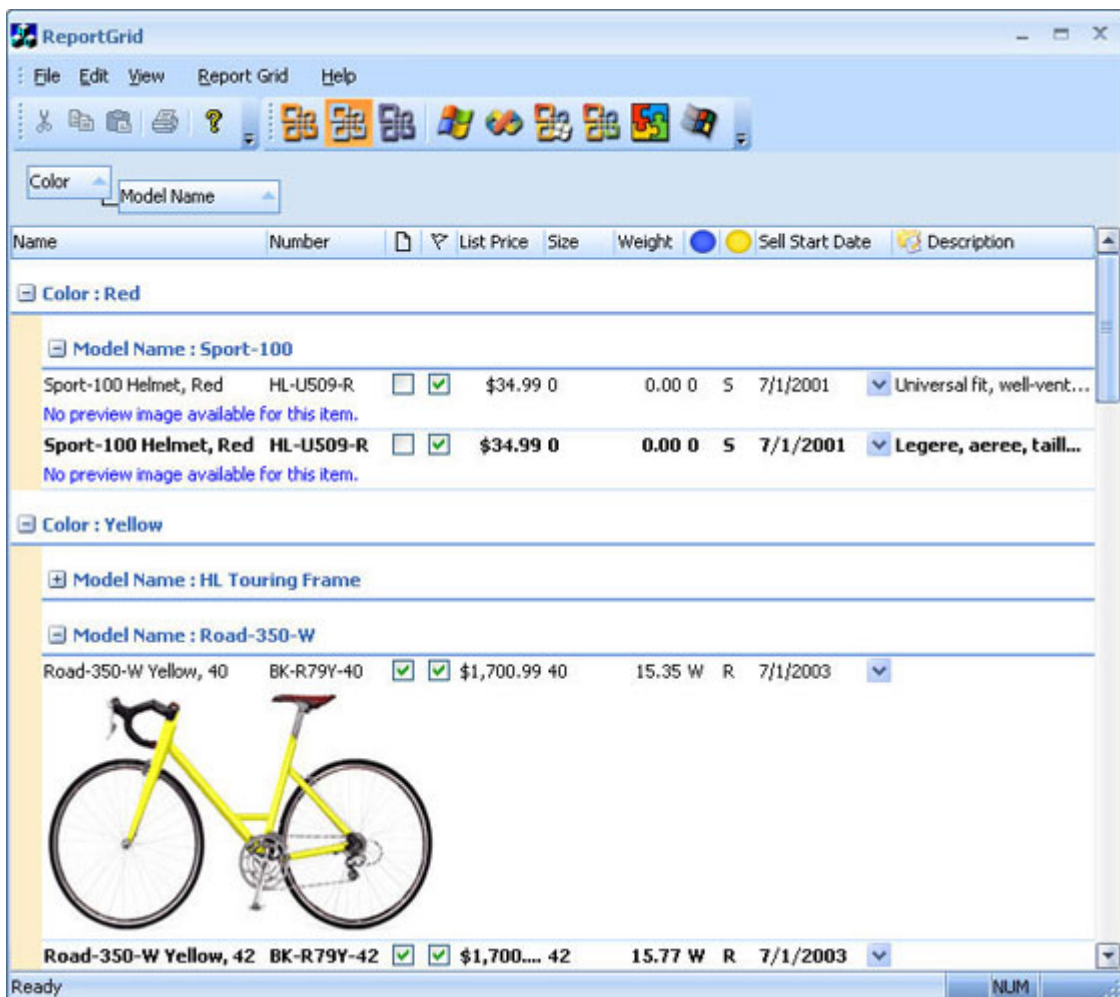 ReportGrid
File Edit View Report Grid Help
Color
Model Name
Name Number List Price Size Weight Sell Start Date Description
Color : Red
Model Name : Sport-100
Sport-100 Helmet, Red HL-U509-R $34.99 0 0.00 0 S 7/1/2001 Universal fit, well-vent...
No preview image available for this item.
Sport-100 Helmet, Red HL-U509-R $34.99 0 0.00 0 S 7/1/2001 Legere, aeree, taill...
No preview image available for this item.
Color : Yellow
Model Name : HL Touring Frame
Model Name : Road-350-W
Road-350-W Yellow, 40 BK-R79Y-40 $1,700.99 40 15.35 W R 7/1/2003
Road-350-W Yellow, 42 BK-R79Y-42 $1,700.... 42 15.77 W R 7/1/2003
Ready NUM